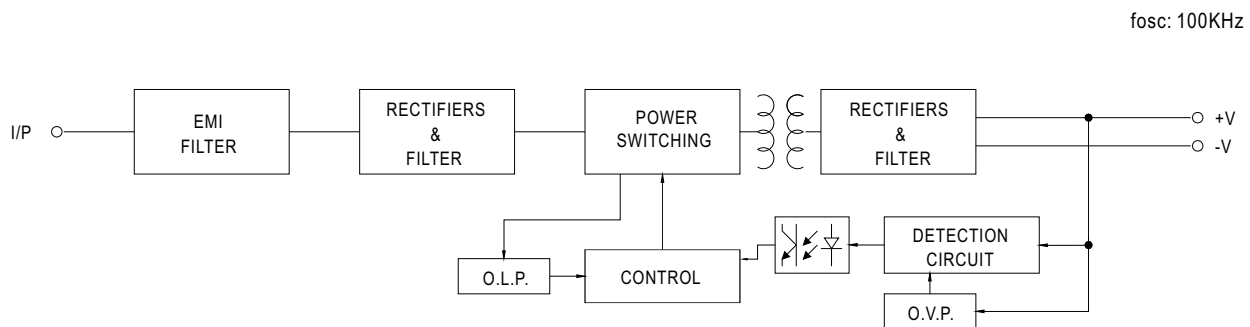 fosc: 100KHz
I/P
EMI
FILTER
RECTIFIERS
&
FILTER
POWER
SWITCHING
RECTIFIERS
&
FILTER
+V
-V
O.L.P.
CONTROL
DETECTION
CIRCUIT
O.V.P.